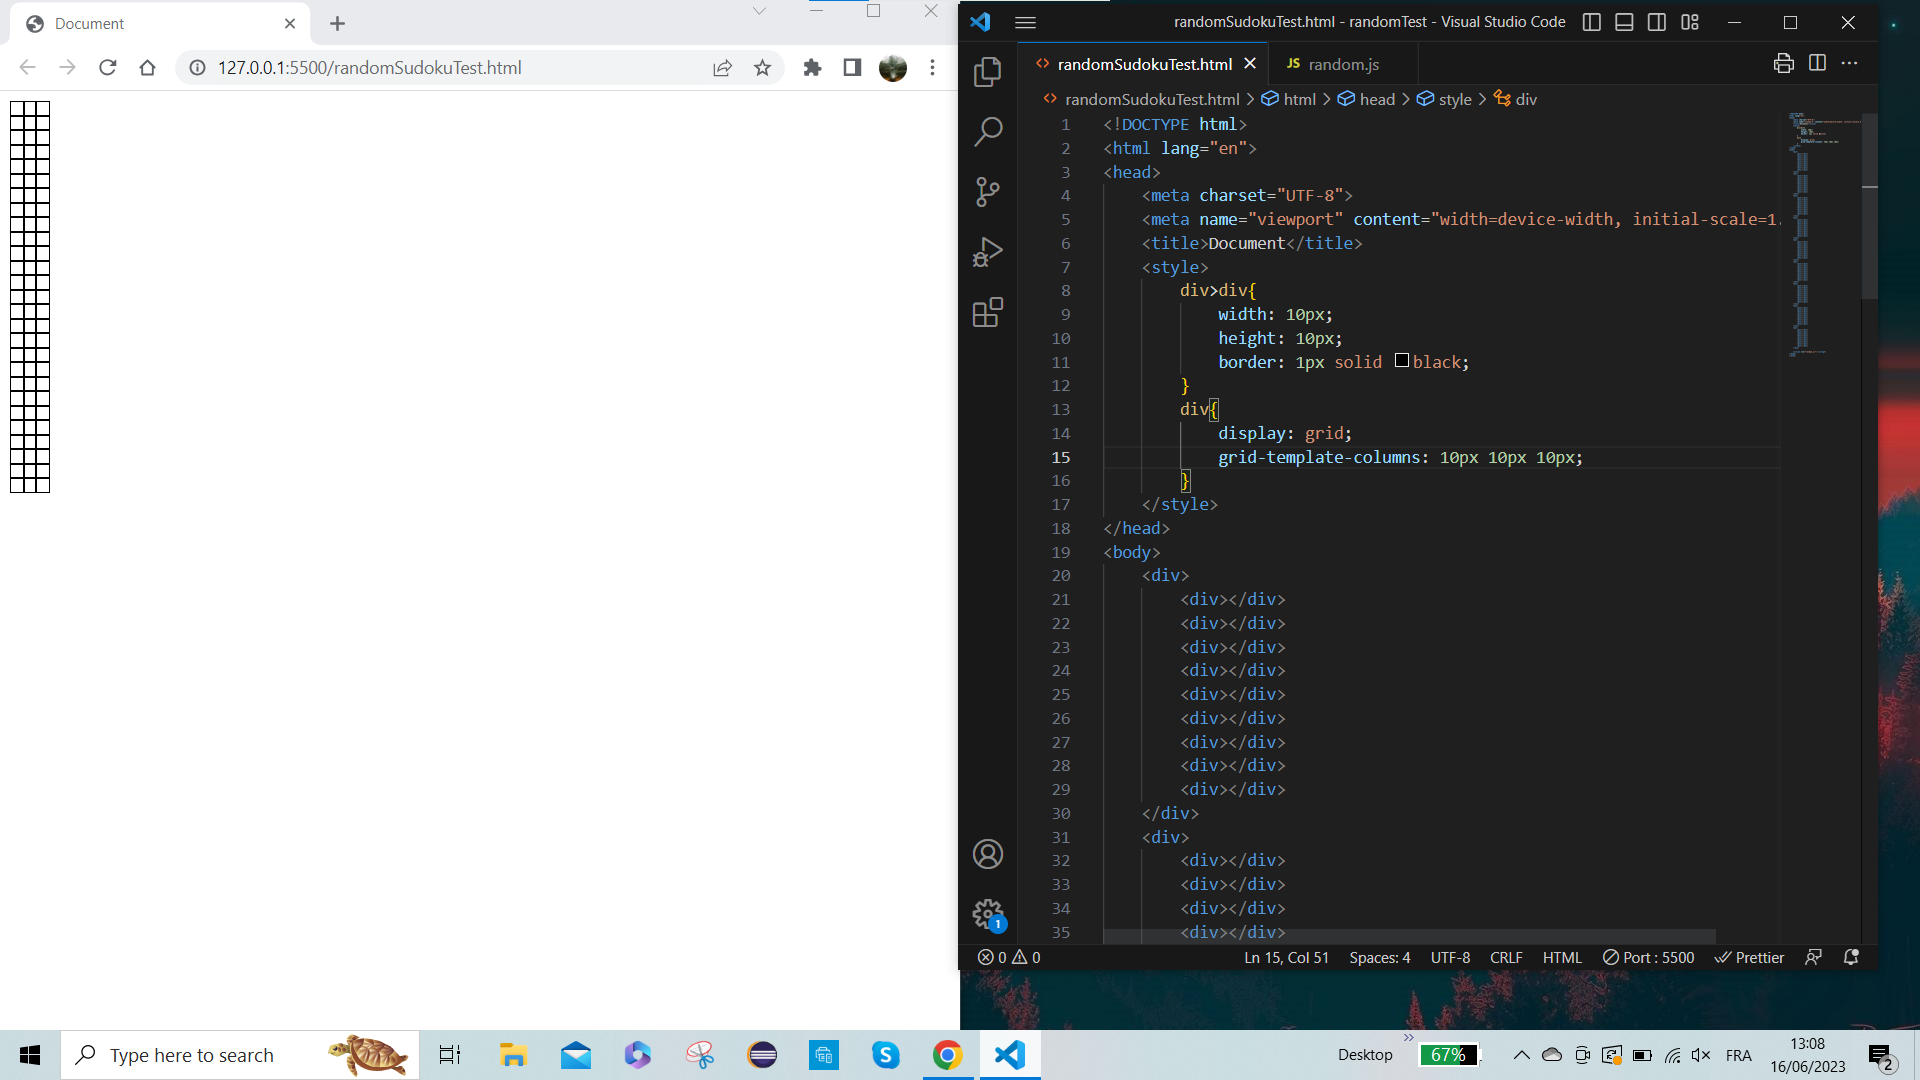 Document
127.0.0.1:5500/randomSudokuTest.html
randomSudokuTest.html - randomTest - Visual Studio Code
randomSudokuTest.html
JS random.js
randomSudokuTest.html > html > head > style > div
1 <!DOCTYPE html>
2 <html lang="en">
3 <head>
4 <meta charset="UTF-8">
5 <meta name="viewport" content="width=device-width, initial-scale=1.
6 <title>Document</title>
7 <style>
8 div>div{
9 width: 10px;
10 height: 10px;
11 border: 1px solid black;
12 }
13 div{
14 display: grid;
15 grid-template-columns: 10px 10px 10px;
16 }
17 </style>
18 </head>
19 <body>
20 <div>
21 <div></div>
22 <div></div>
23 <div></div>
24 <div></div>
25 <div></div>
26 <div></div>
27 <div></div>
28 <div></div>
29 <div></div>
30 </div>
31 <div>
32 <div></div>
33 <div></div>
34 <div></div>
35 <div></div>
1
0 0
Ln 15, Col 51
Spaces: 4
UTF-8
CRLF
HTML
Port : 5500
Prettier
Type here to search
Desktop
67%
FRA
13:08
16/06/2023
2